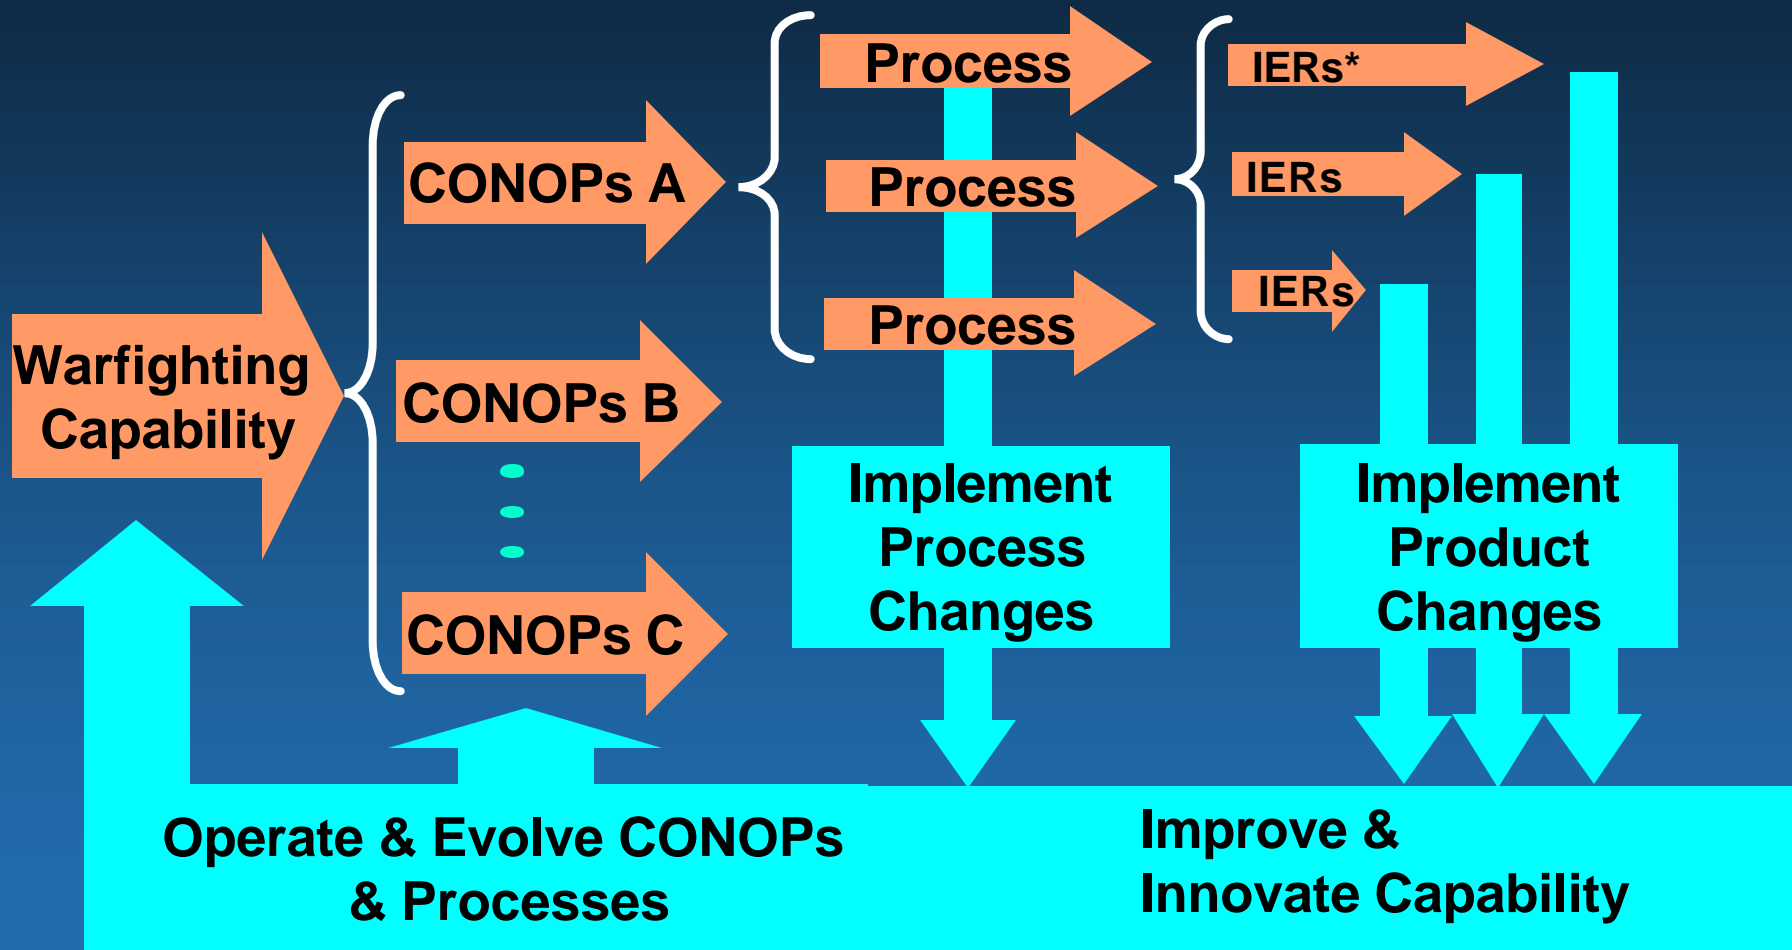 Warfighting
Capability
CONOPs A
CONOPs B
CONOPs C
Process
Process
Process
IERs*
IERs
IERs
Implement
Process
Changes
Implement
Product
Changes
Operate & Evolve CONOPs
& Processes
Improve &
Innovate Capability